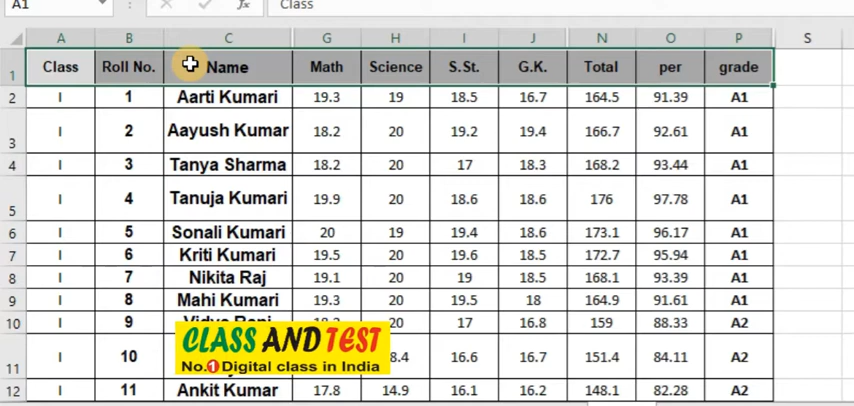 A1 fx Class
A B C G H I J N O P S
1 Class Roll No. Name Math Science S.St. G.K. Total per grade
2 I 1 Aarti Kumari 19.3 19 18.5 16.7 164.5 91.39 A1
3 I 2 Aayush Kumar 18.2 20 19.2 19.4 166.7 92.61 A1
4 I 3 Tanya Sharma 18.2 20 17 18.3 168.2 93.44 A1
5 I 4 Tanuja Kumari 19.9 20 18.6 18.6 176 97.78 A1
6 I 5 Sonali Kumari 20 19 19.4 18.6 173.1 96.17 A1
7 I 6 Kriti Kumari 19.5 20 19.6 18.5 172.7 95.94 A1
8 I 7 Nikita Raj 19.1 20 19 18.5 168.1 93.39 A1
9 I 8 Mahi Kumari 19.3 20 19.5 18 164.9 91.61 A1
10 I 9 20 17 16.8 159 88.33 A2
CLASS AND TEST
No.1 Digital class in India
11 I 10 8.4 16.6 16.7 151.4 84.11 A2
12 I 11 Ankit Kumar 17.8 14.9 16.1 16.2 148.1 82.28 A2